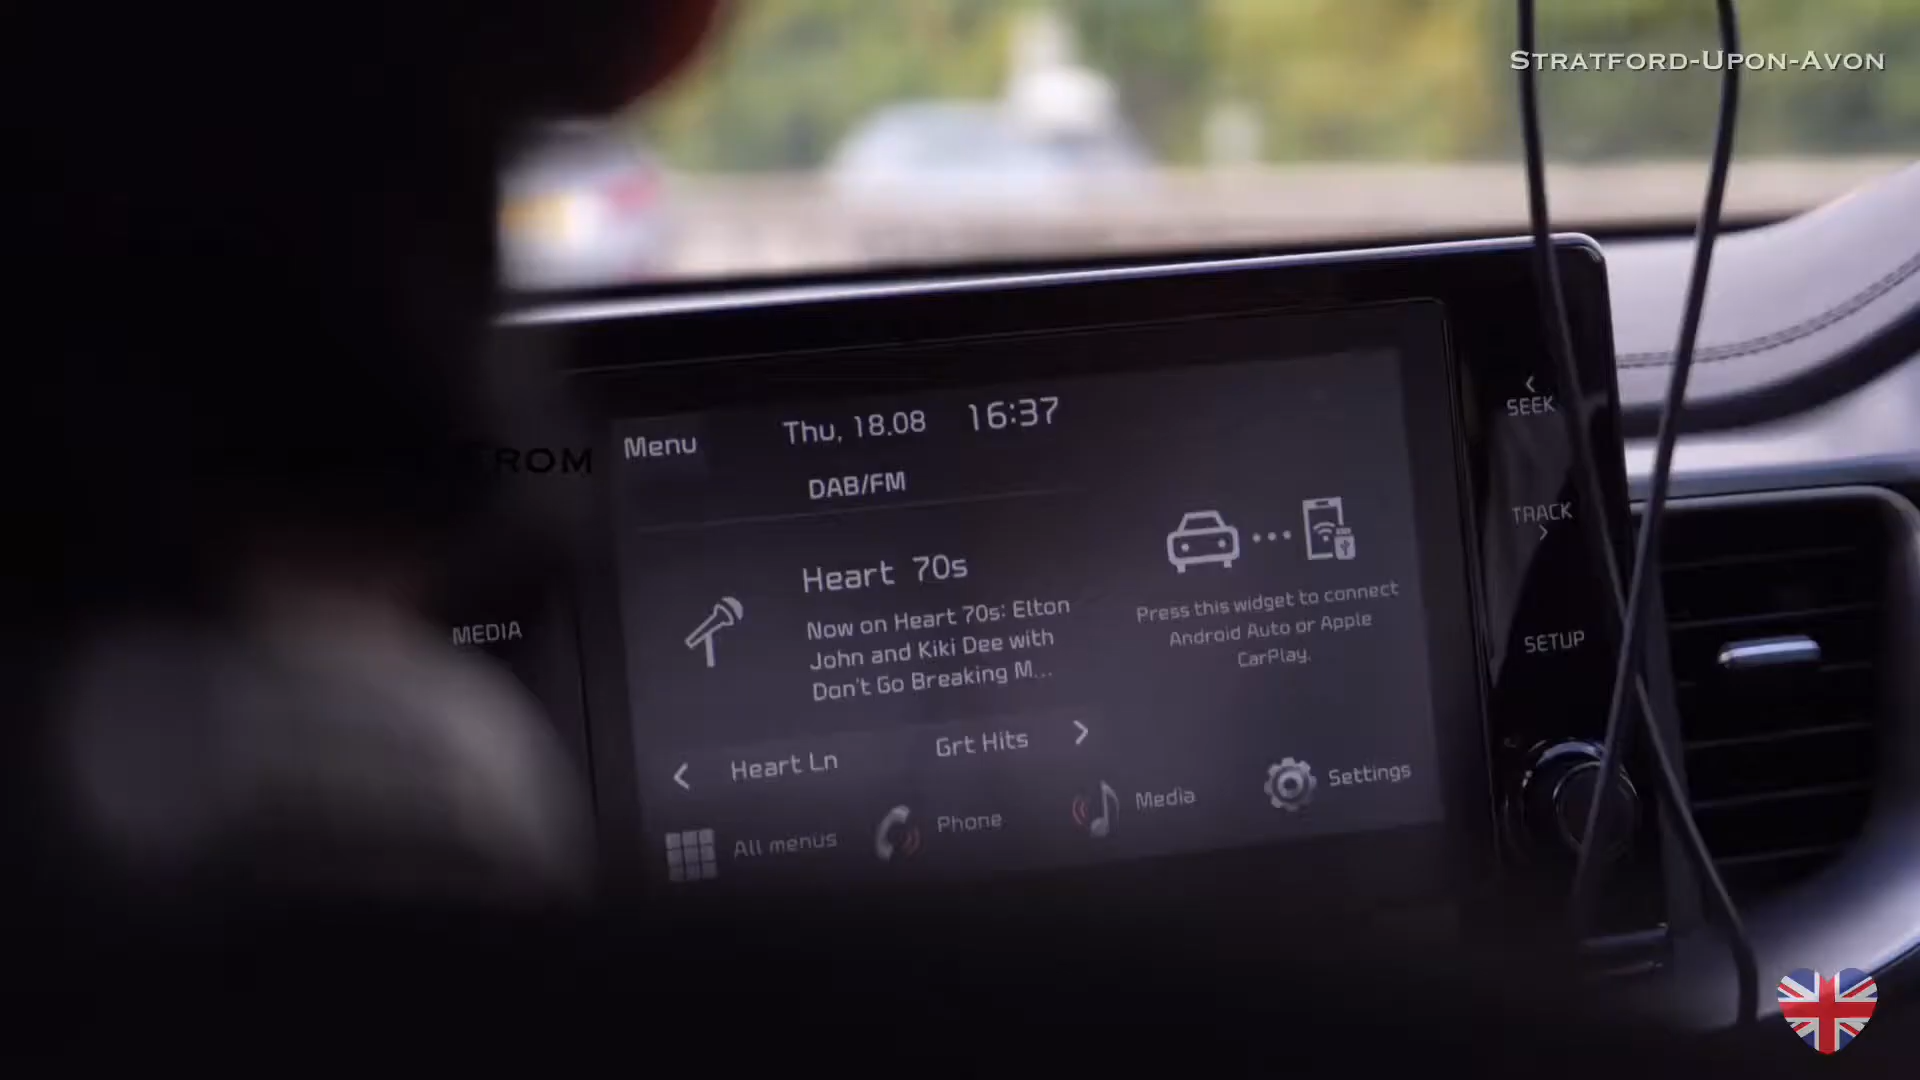 STRATFORD-UPON-AVON
Menu
Thu, 18.08
16:37
DAB/FM
Heart 70s
Now on Heart 70s: Elton
John and Kiki Dee with
Don't Go Breaking M...
Press this widget to connect
Android Auto or Apple
CarPlay.
< Heart Ln
Grt Hits >
All menus
Phone
Media
Settings
ROM
MEDIA
< SEEK
TRACK >
SETUP